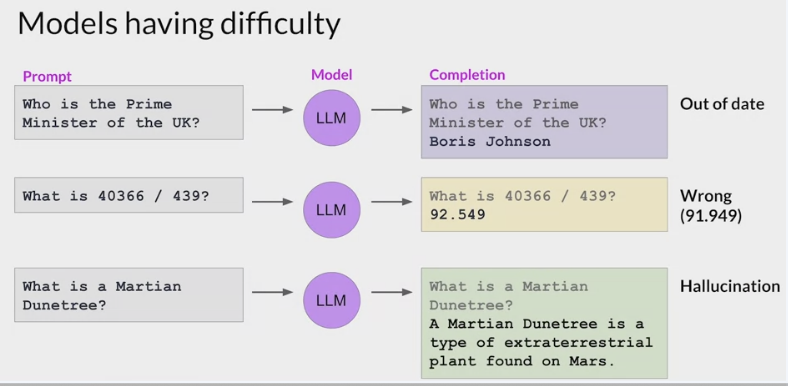 Models having difficulty
Prompt
Model
Completion
Who is the Prime
Minister of the UK?
LLM
Who is the Prime
Minister of the UK?
Boris Johnson
Out of date
What is 40366 / 439?
LLM
What is 40366 / 439?
92.549
Wrong
(91.949)
What is a Martian
Dunetree?
LLM
What is a Martian
Dunetree?
A Martian Dunetree is a
type of extraterrestrial
plant found on Mars.
Hallucination